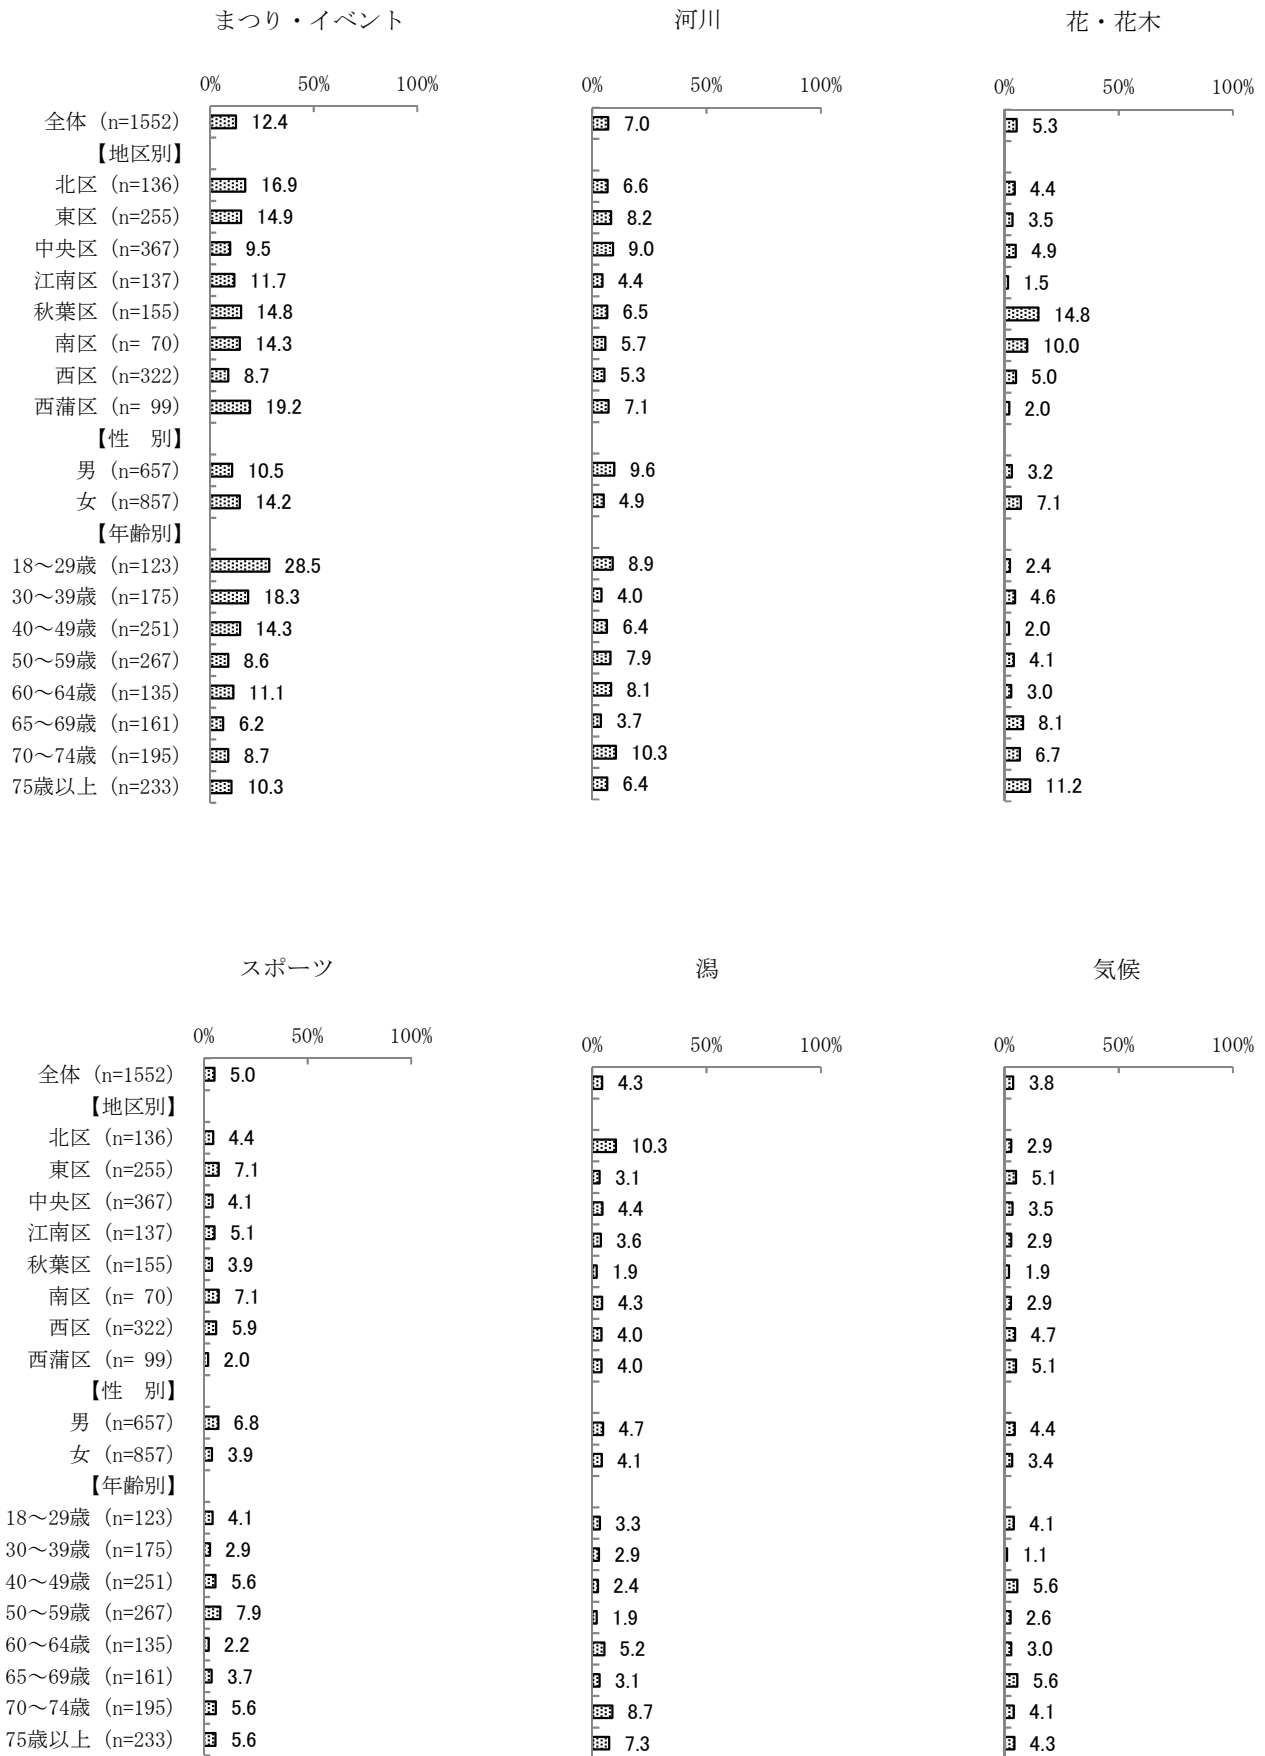 まつり・イベント 河川 花・花木
0% 50% 100% 0% 50% 100% 0% 50% 100%
全体 (n=1552) 12.4 7.0 5.3
【地区別】
北区 (n=136) 16.9 6.6 4.4
東区 (n=255) 14.9 8.2 3.5
中央区 (n=367) 9.5 9.0 4.9
江南区 (n=137) 11.7 4.4 1.5
秋葉区 (n=155) 14.8 6.5 14.8
南区 (n= 70) 14.3 5.7 10.0
西区 (n=322) 8.7 5.3 5.0
西蒲区 (n= 99) 19.2 7.1 2.0
【性　別】
男 (n=657) 10.5 9.6 3.2
女 (n=857) 14.2 4.9 7.1
【年齢別】
18～29歳 (n=123) 28.5 8.9 2.4
30～39歳 (n=175) 18.3 4.0 4.6
40～49歳 (n=251) 14.3 6.4 2.0
50～59歳 (n=267) 8.6 7.9 4.1
60～64歳 (n=135) 11.1 8.1 3.0
65～69歳 (n=161) 6.2 3.7 8.1
70～74歳 (n=195) 8.7 10.3 6.7
75歳以上 (n=233) 10.3 6.4 11.2
スポーツ 潟 気候
0% 50% 100% 0% 50% 100% 0% 50% 100%
全体 (n=1552) 5.0 4.3 3.8
【地区別】
北区 (n=136) 4.4 10.3 2.9
東区 (n=255) 7.1 3.1 5.1
中央区 (n=367) 4.1 4.4 3.5
江南区 (n=137) 5.1 3.6 2.9
秋葉区 (n=155) 3.9 1.9 1.9
南区 (n= 70) 7.1 4.3 2.9
西区 (n=322) 5.9 4.0 4.7
西蒲区 (n= 99) 2.0 4.0 5.1
【性　別】
男 (n=657) 6.8 4.7 4.4
女 (n=857) 3.9 4.1 3.4
【年齢別】
18～29歳 (n=123) 4.1 3.3 4.1
30～39歳 (n=175) 2.9 2.9 1.1
40～49歳 (n=251) 5.6 2.4 5.6
50～59歳 (n=267) 7.9 1.9 2.6
60～64歳 (n=135) 2.2 5.2 3.0
65～69歳 (n=161) 3.7 3.1 5.6
70～74歳 (n=195) 5.6 8.7 4.1
75歳以上 (n=233) 5.6 7.3 4.3